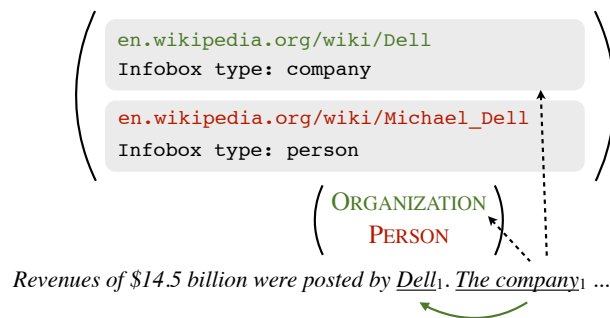 en.wikipedia.org/wiki/Dell
Infobox type: company
en.wikipedia.org/wiki/Michael_Dell
Infobox type: person
ORGANIZATION
PERSON
Revenues of $14.5 billion were posted by Dell₁. The company₁ ...